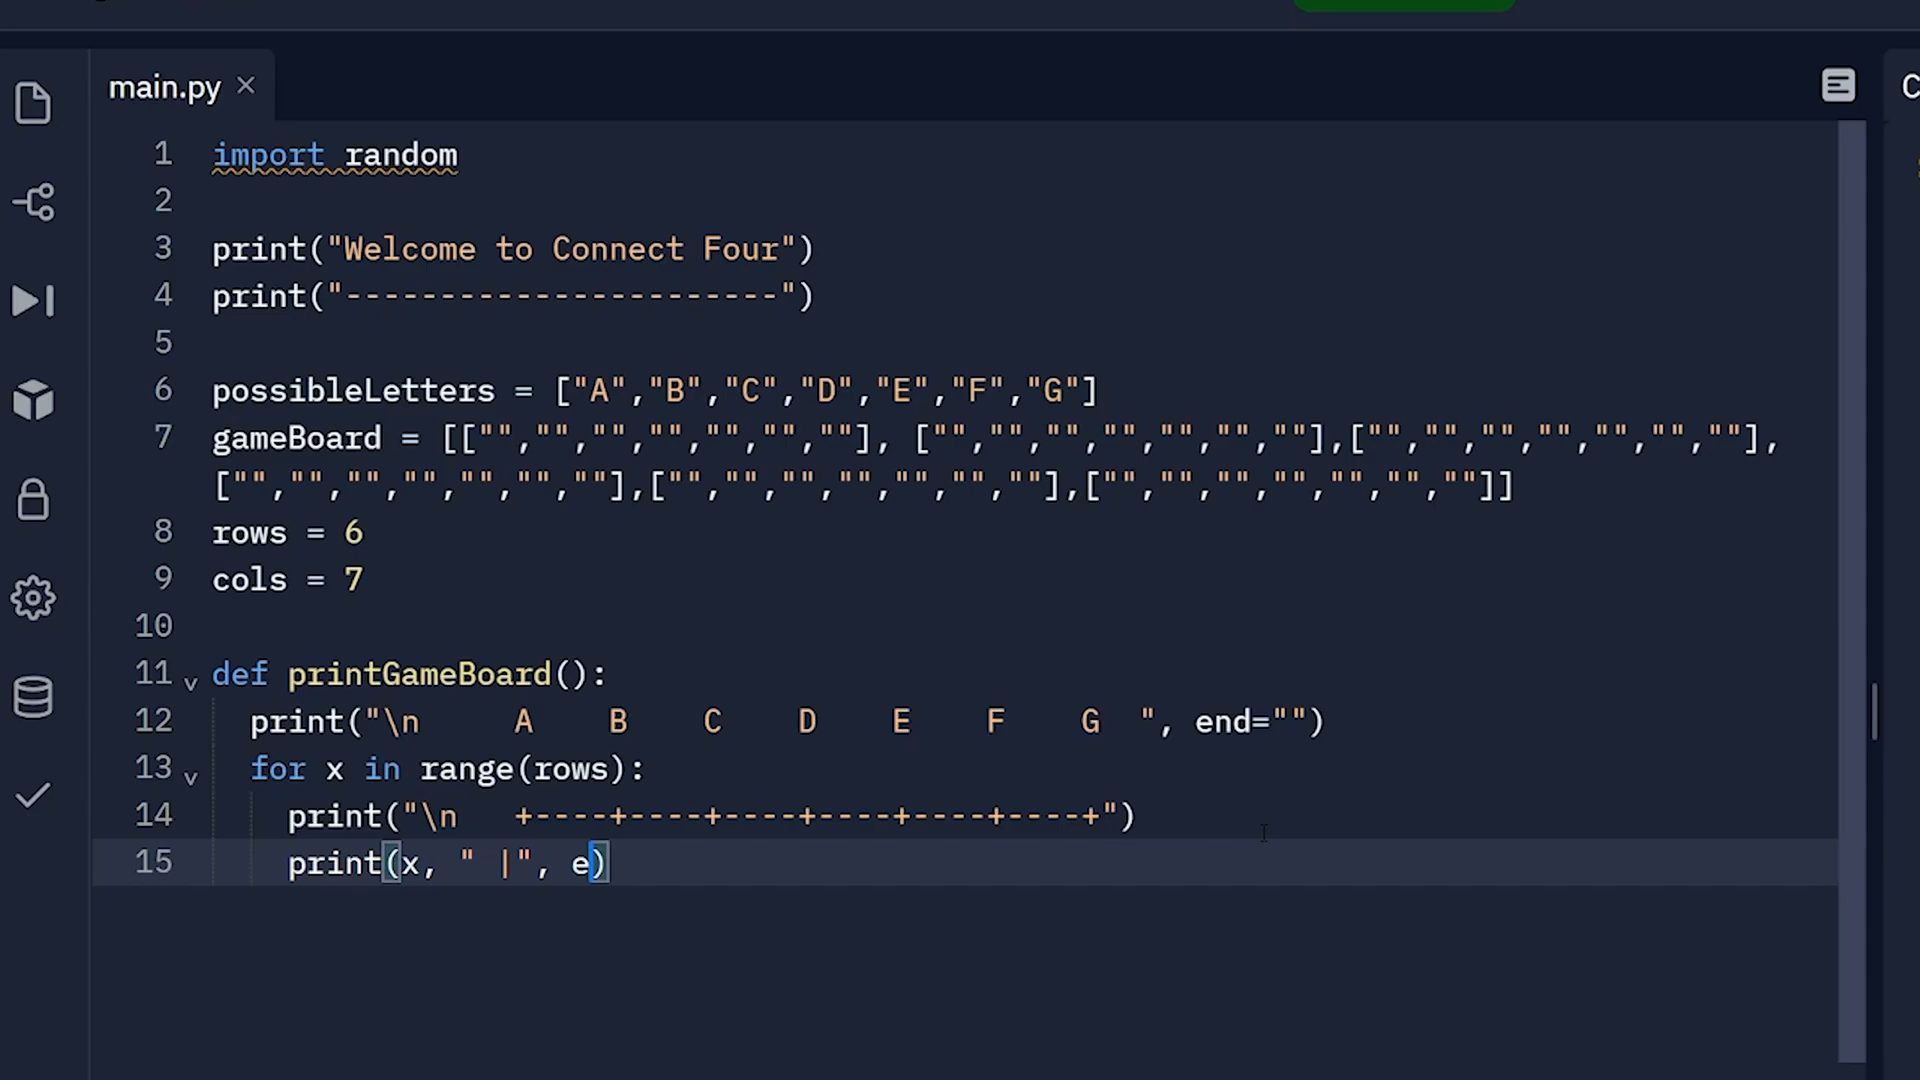 main.py ×
1 import random
2
3 print("Welcome to Connect Four")
4 print("-----------------------")
5
6 possibleLetters = ["A","B","C","D","E","F","G"]
7 gameBoard = [["","","","","","",""], ["","","","","","",""],["","","","","","",""],
["","","","","","",""],["","","","","","",""],["","","","","","",""]]
8 rows = 6
9 cols = 7
10
11 def printGameBoard():
12   print("\n     A    B    C    D    E    F    G  ", end="")
13   for x in range(rows):
14     print("\n   +----+----+----+----+----+----+")
15     print(x, " |", e)